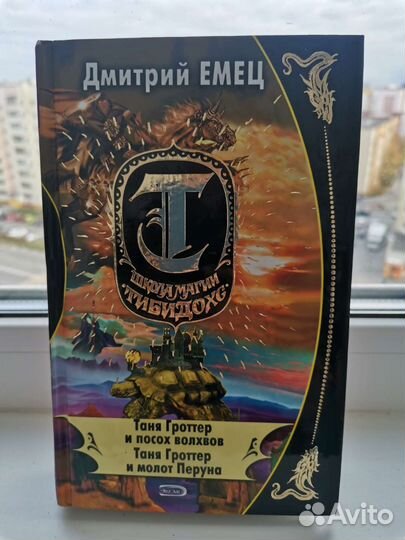 Дмитрий ЕМЕЦ
Т
ШКОЛА МАГИИ
ТИБИДОХС
Таня Гроттер
и посох волхвов
Таня Гроттер
и молот Перуна
Avito